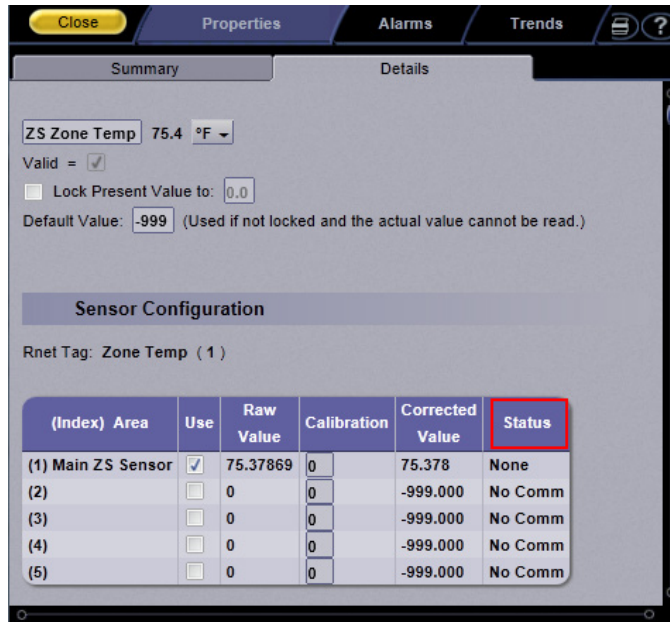 Close Properties Alarms Trends ?
Summary Details
ZS Zone Temp 75.4 °F
Valid =
Lock Present Value to: 0.0
Default Value: -999 (Used if not locked and the actual value cannot be read.)
Sensor Configuration
Rnet Tag: Zone Temp ( 1 )
(Index) Area Use Raw Value Calibration Corrected Value Status
(1) Main ZS Sensor 75.37869 0 75.378 None
(2) 0 0 -999.000 No Comm
(3) 0 0 -999.000 No Comm
(4) 0 0 -999.000 No Comm
(5) 0 0 -999.000 No Comm